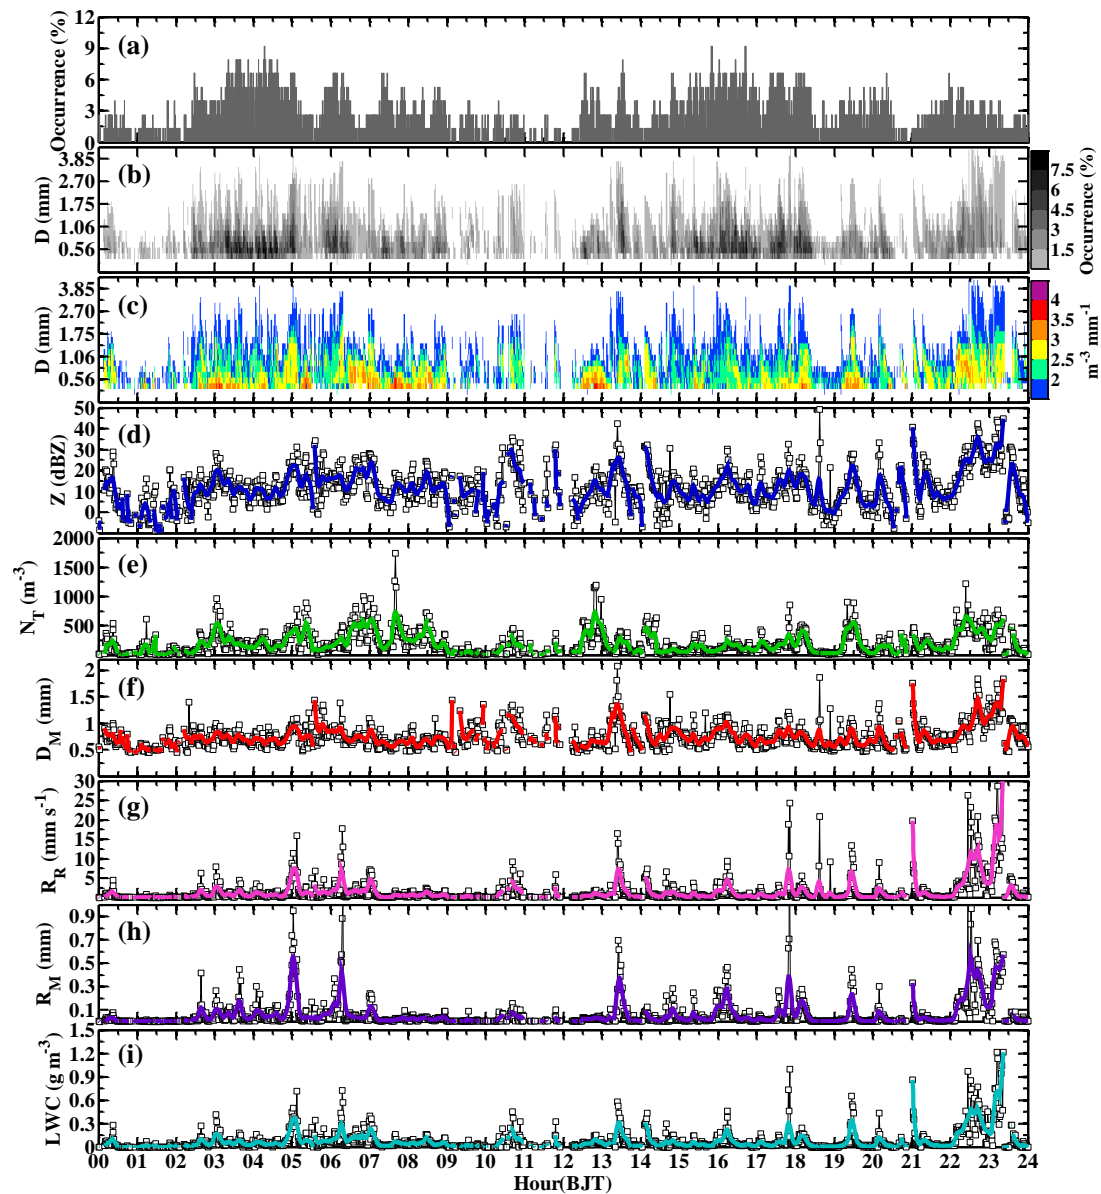 12
9
6
3
0
Occurrence (%)
(a)
3.85
2.70
1.75
1.06
0.56
D (mm)
(b)
7.5
6
4.5
3
1.5
Occurrence (%)
3.85
2.70
1.75
1.06
0.56
D (mm)
(c)
4
3.5
3
2.5
2
m⁻³ mm⁻¹
50
40
30
20
10
0
Z (dBZ)
(d)
2000
1500
1000
500
N_T (m⁻³)
(e)
2
1.5
1
0.5
D_M (mm)
(f)
30
25
20
15
10
5
R_R (mm s⁻¹)
(g)
0.9
0.7
0.5
0.3
0.1
R_M (mm)
(h)
1.5
1.2
0.9
0.6
0.3
0
LWC (g m⁻³)
(i)
00 01 02 03 04 05 06 07 08 09 10 11 12 13 14 15 16 17 18 19 20 21 22 23 24
Hour(BJT)